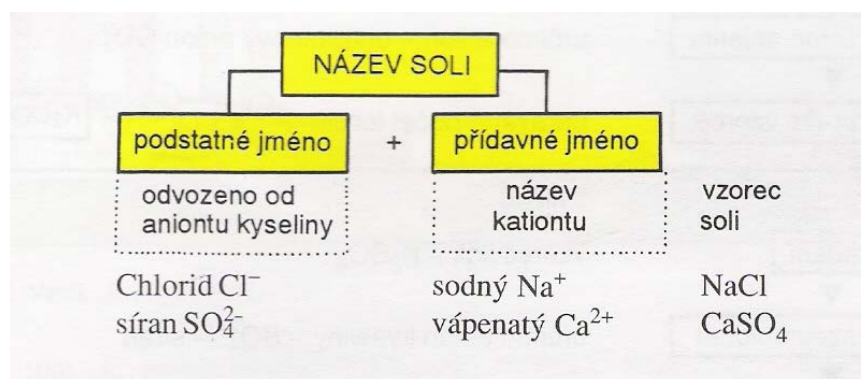 NÁZEV SOLI
podstatné jméno + přídavné jméno
odvozeno od název vzorec
aniontu kyseliny kationtu soli
Chlorid Cl⁻ sodný Na⁺ NaCl
síran SO₄²⁻ vápenatý Ca²⁺ CaSO₄